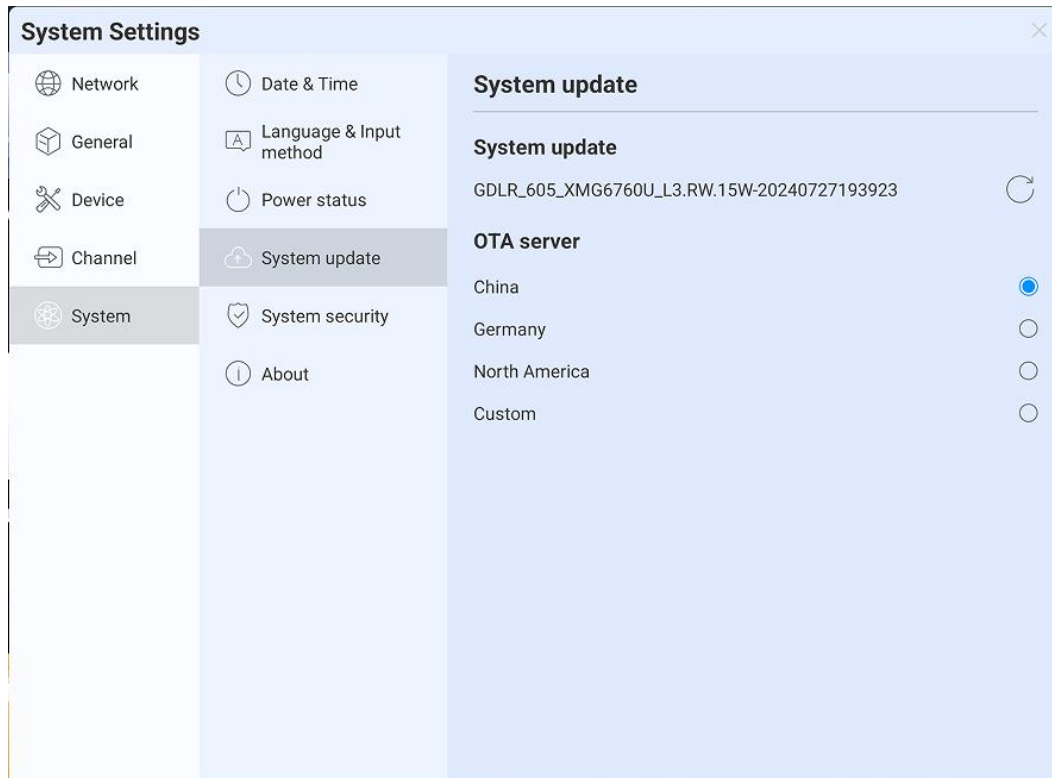 System Settings
Network
General
Device
Channel
System
Date & Time
Language & Input
method
Power status
System update
System security
About
System update
System update
GDLR_605_XMG6760U_L3.RW.15W-20240727193923
OTA server
China
Germany
North America
Custom